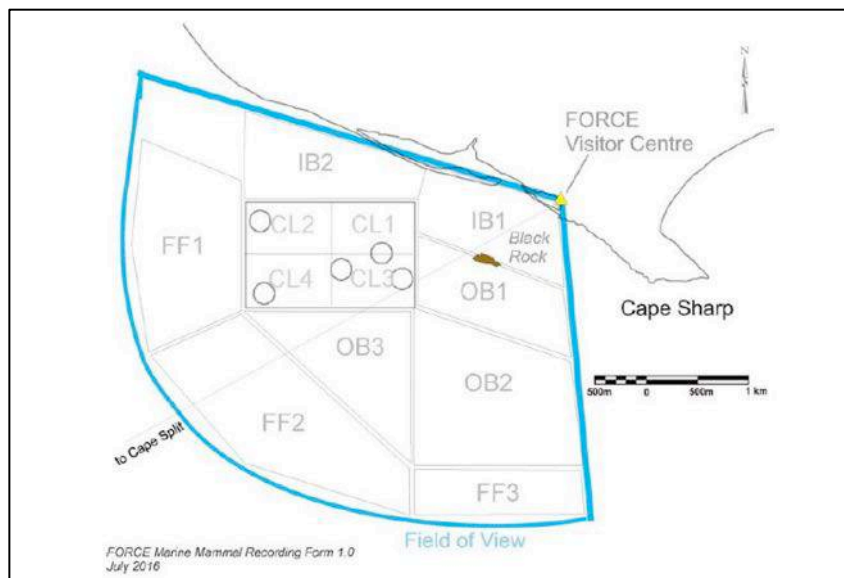 N
FORCE
Visitor Centre
IB2
IB1
CL2
CL1
Black
Rock
FF1
CL4
CL3
OB1
Cape Sharp
OB3
OB2
500m 0 500m 1 km
FF2
to Cape Split
FF3
Field of View
FORCE Marine Mammel Recording Form 1.0
July 2016